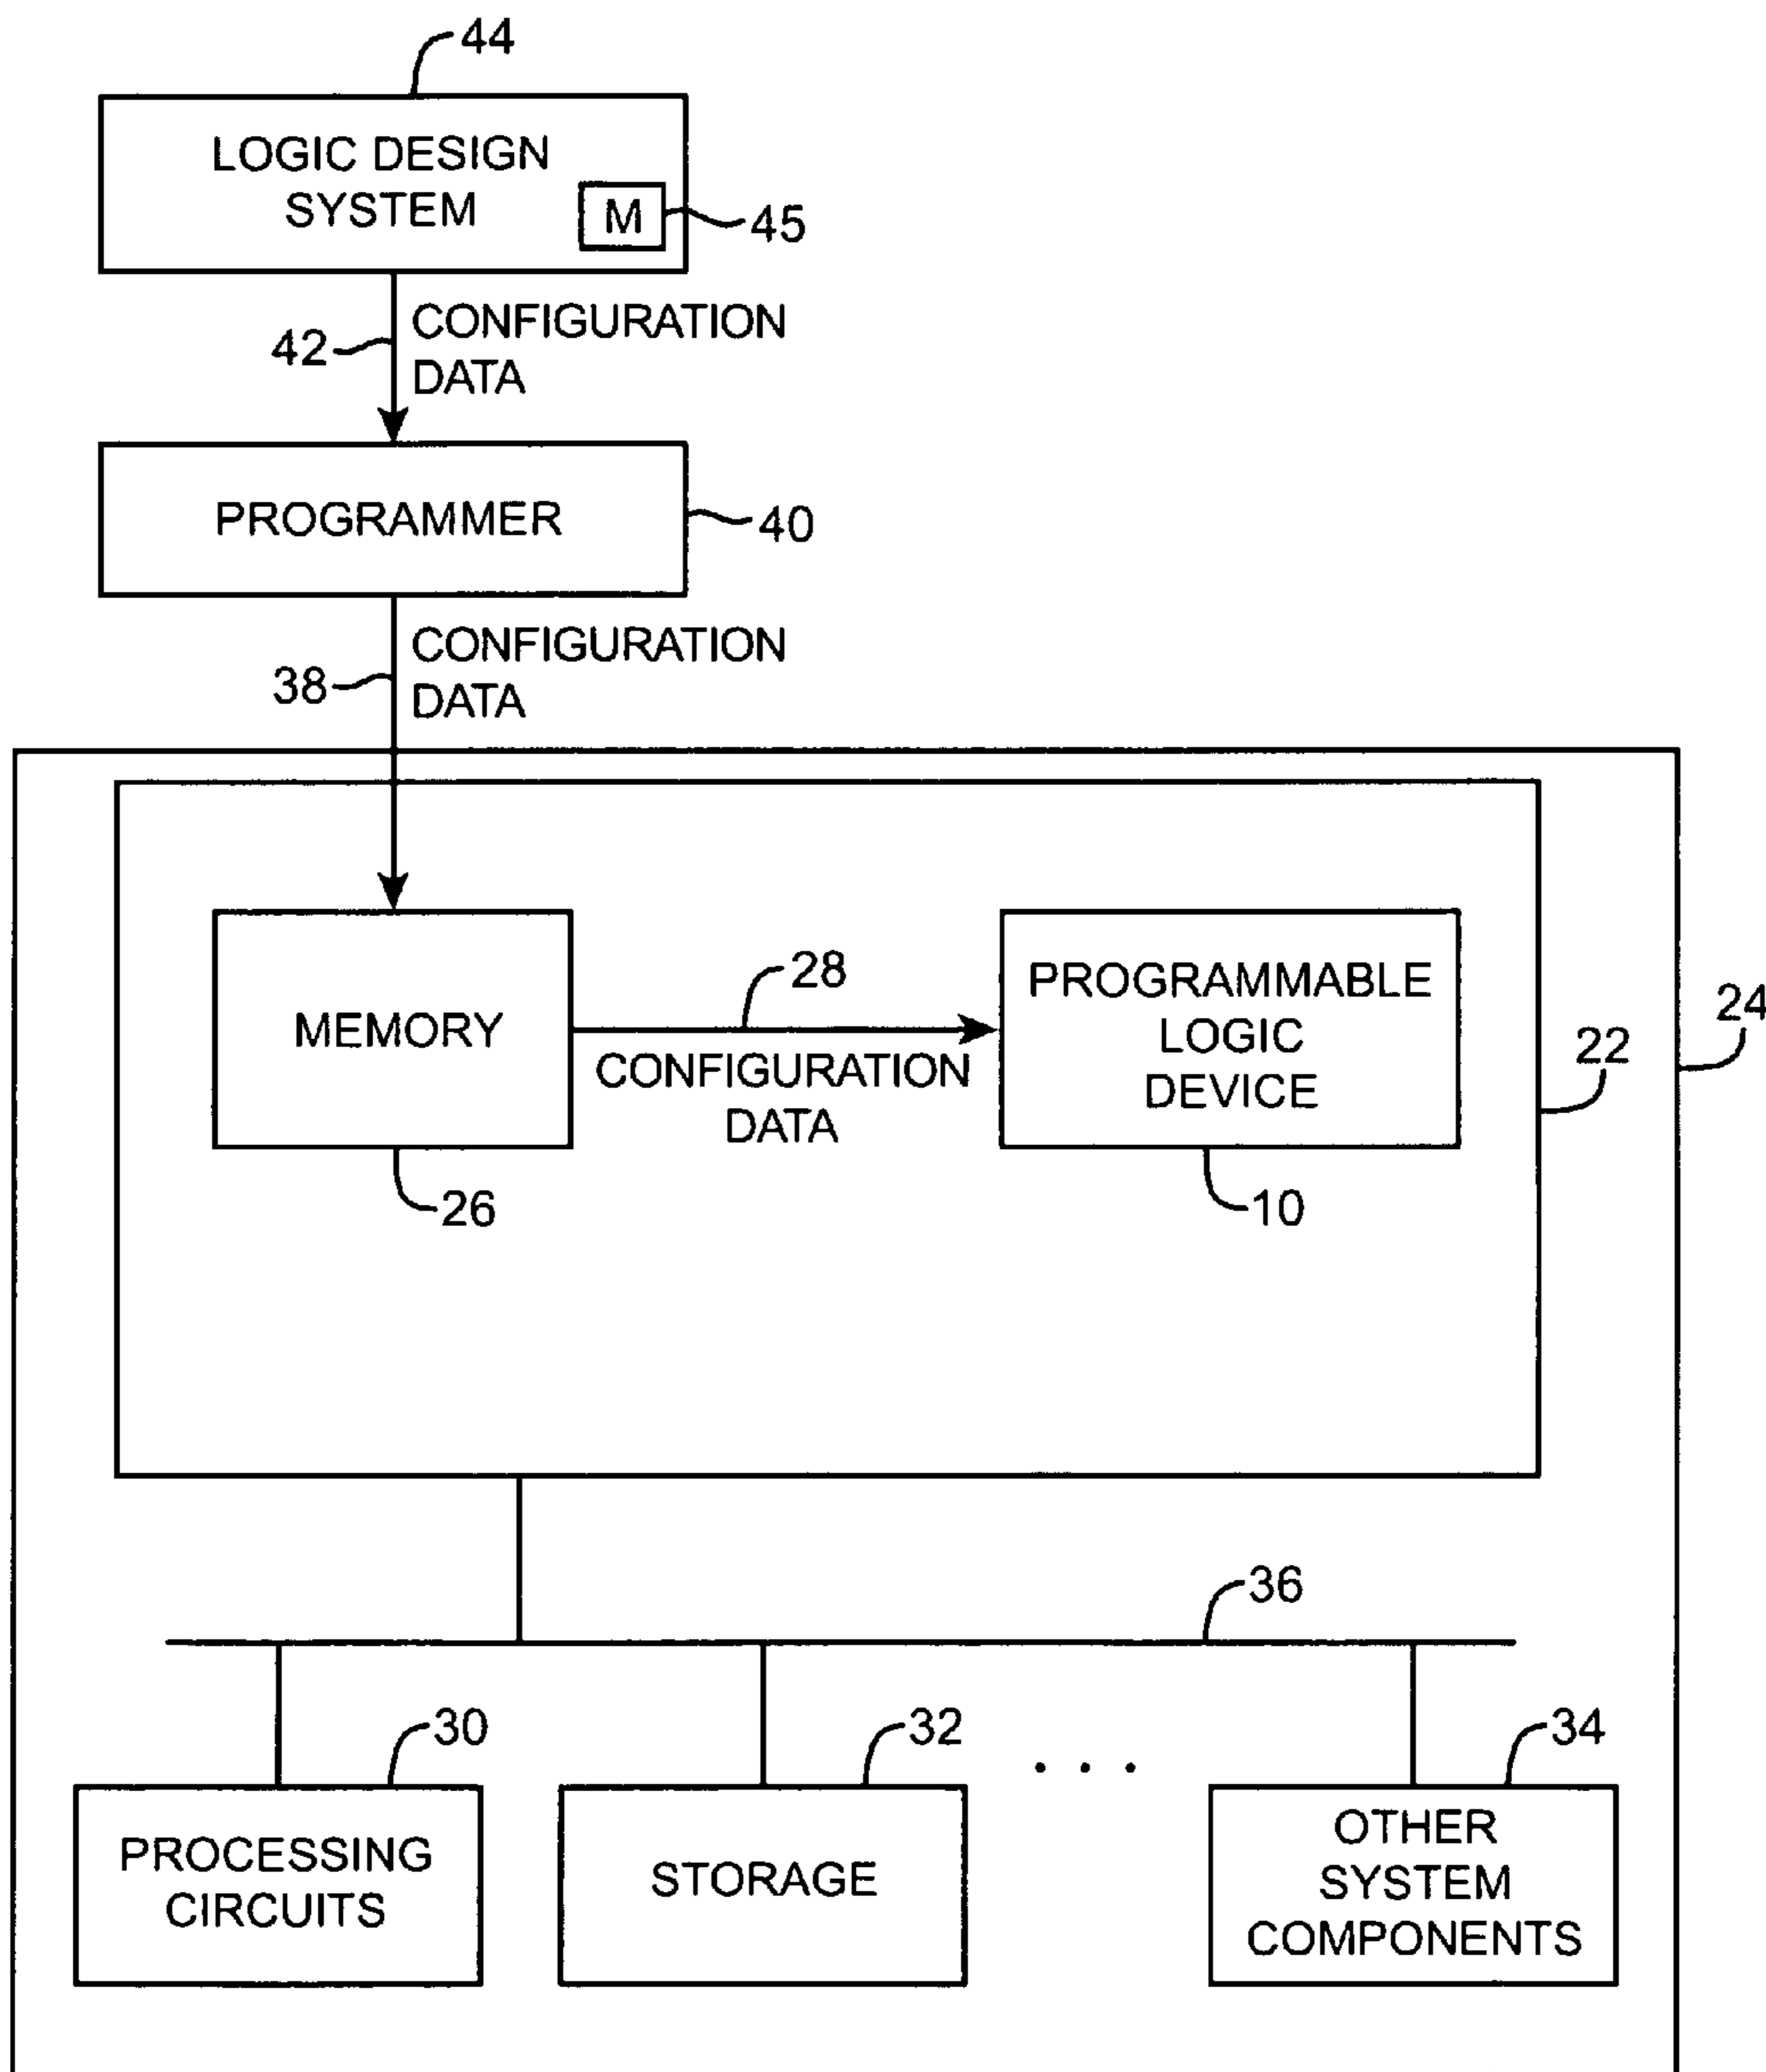 44
LOGIC DESIGN
SYSTEM
M
45
42
CONFIGURATION
DATA
PROGRAMMER
40
38
CONFIGURATION
DATA
MEMORY
28
CONFIGURATION
DATA
PROGRAMMABLE
LOGIC
DEVICE
24
22
26
10
36
30
32
. . .
34
PROCESSING
CIRCUITS
STORAGE
OTHER
SYSTEM
COMPONENTS